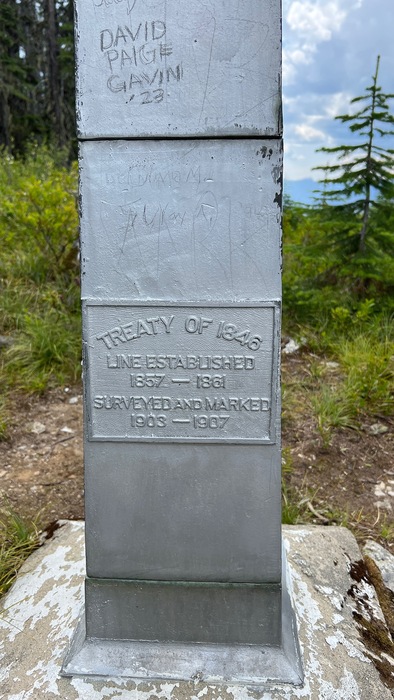 DAVID
PAIGE
GAVIN
'23
TREATY OF 1846
LINE ESTABLISHED
1857 — 1861
SURVEYED AND MARKED
1903 — 1907